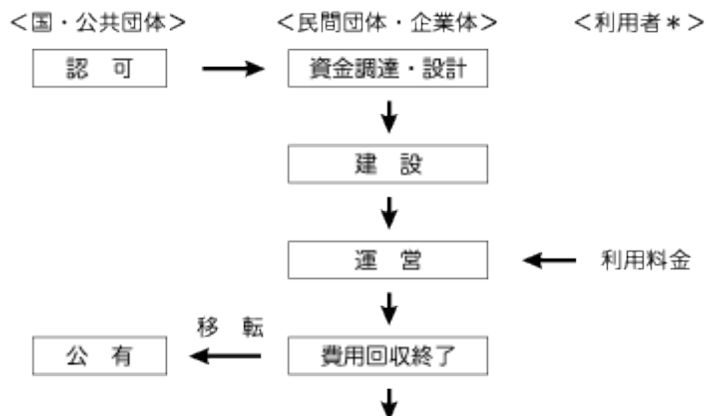 ＜国・公共団体＞ ＜民間団体・企業体＞ ＜利用者＊＞
認　可 資金調達・設計
建　設
運　営 利用料金
移　転
公　有 費用回収終了